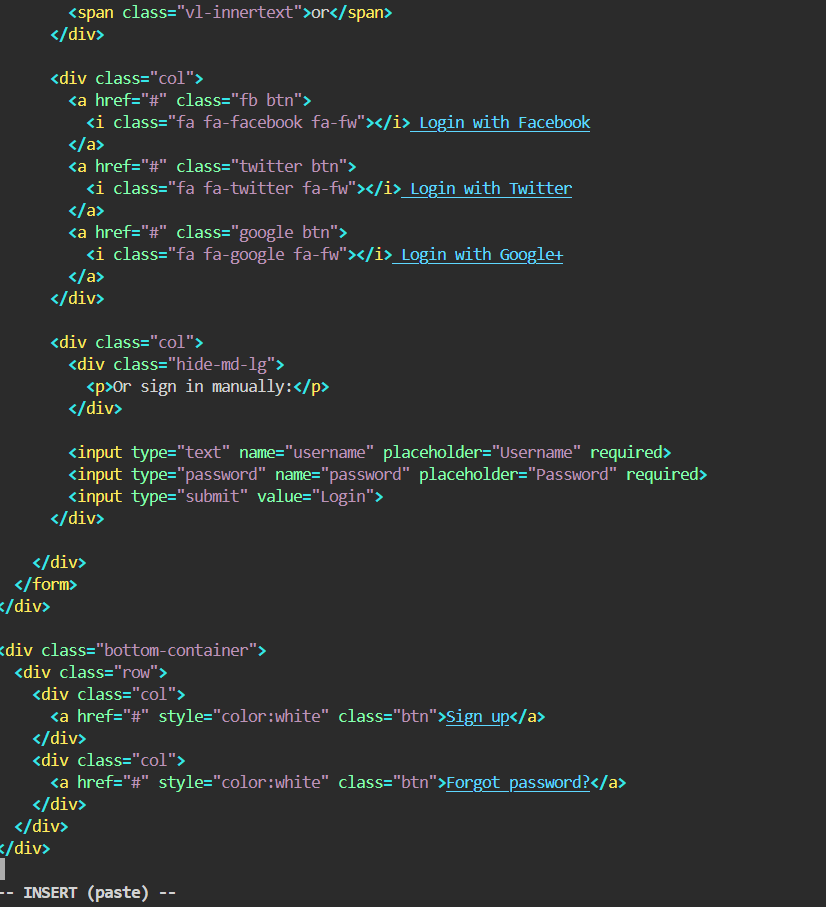 <span class="vl-innertext">or</span>
</div>
<div class="col">
<a href="#" class="fb btn">
<i class="fa fa-facebook fa-fw"></i> Login with Facebook
</a>
<a href="#" class="twitter btn">
<i class="fa fa-twitter fa-fw"></i> Login with Twitter
</a>
<a href="#" class="google btn">
<i class="fa fa-google fa-fw"></i> Login with Google+
</a>
</div>
<div class="col">
<div class="hide-md-lg">
<p>Or sign in manually:</p>
</div>
<input type="text" name="username" placeholder="Username" required>
<input type="password" name="password" placeholder="Password" required>
<input type="submit" value="Login">
</div>
</div>
</form>
</div>
<div class="bottom-container">
<div class="row">
<div class="col">
<a href="#" style="color:white" class="btn">Sign up</a>
</div>
<div class="col">
<a href="#" style="color:white" class="btn">Forgot password?</a>
</div>
</div>
</div>
-- INSERT (paste) --